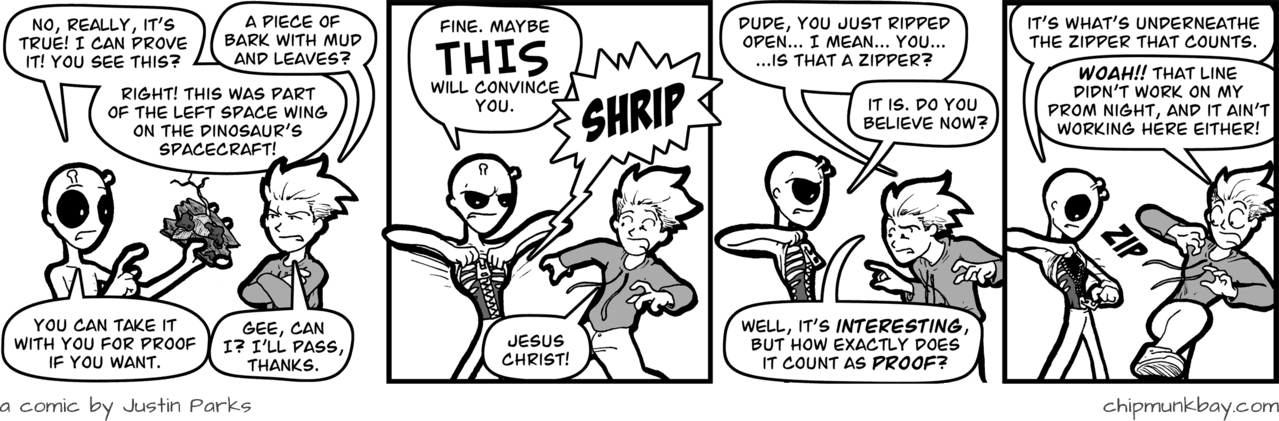 NO, REALLY, IT'S
TRUE! I CAN PROVE
IT! YOU SEE THIS?
A PIECE OF
BARK WITH MUD
AND LEAVES?
RIGHT! THIS WAS PART
OF THE LEFT SPACE WING
ON THE DINOSAUR'S
SPACECRAFT!
YOU CAN TAKE IT
WITH YOU FOR PROOF
IF YOU WANT.
GEE, CAN
I? I'LL PASS,
THANKS.
FINE. MAYBE
THIS
WILL CONVINCE
YOU.
SHRIP
JESUS
CHRIST!
DUDE, YOU JUST RIPPED
OPEN... I MEAN... YOU...
...IS THAT A ZIPPER?
IT IS. DO YOU
BELIEVE NOW?
WELL, IT'S INTERESTING,
BUT HOW EXACTLY DOES
IT COUNT AS PROOF?
IT'S WHAT'S UNDERNEATHE
THE ZIPPER THAT COUNTS.
WOAH!! THAT LINE
DIDN'T WORK ON MY
PROM NIGHT, AND IT AIN'T
WORKING HERE EITHER!
ZIP
a comic by Justin Parks
chipmunkbay.com